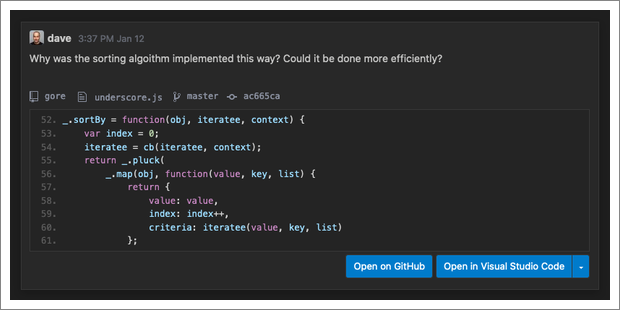 dave 3:37 PM Jan 12
Why was the sorting algoithm implemented this way? Could it be done more efficiently?
gore underscore.js master ac665ca
52. _.sortBy = function(obj, iteratee, context) {
53. var index = 0;
54. iteratee = cb(iteratee, context);
55. return _.pluck(
56. _.map(obj, function(value, key, list) {
57. return {
58. value: value,
59. index: index++,
60. criteria: iteratee(value, key, list)
61. };
Open on GitHub Open in Visual Studio Code